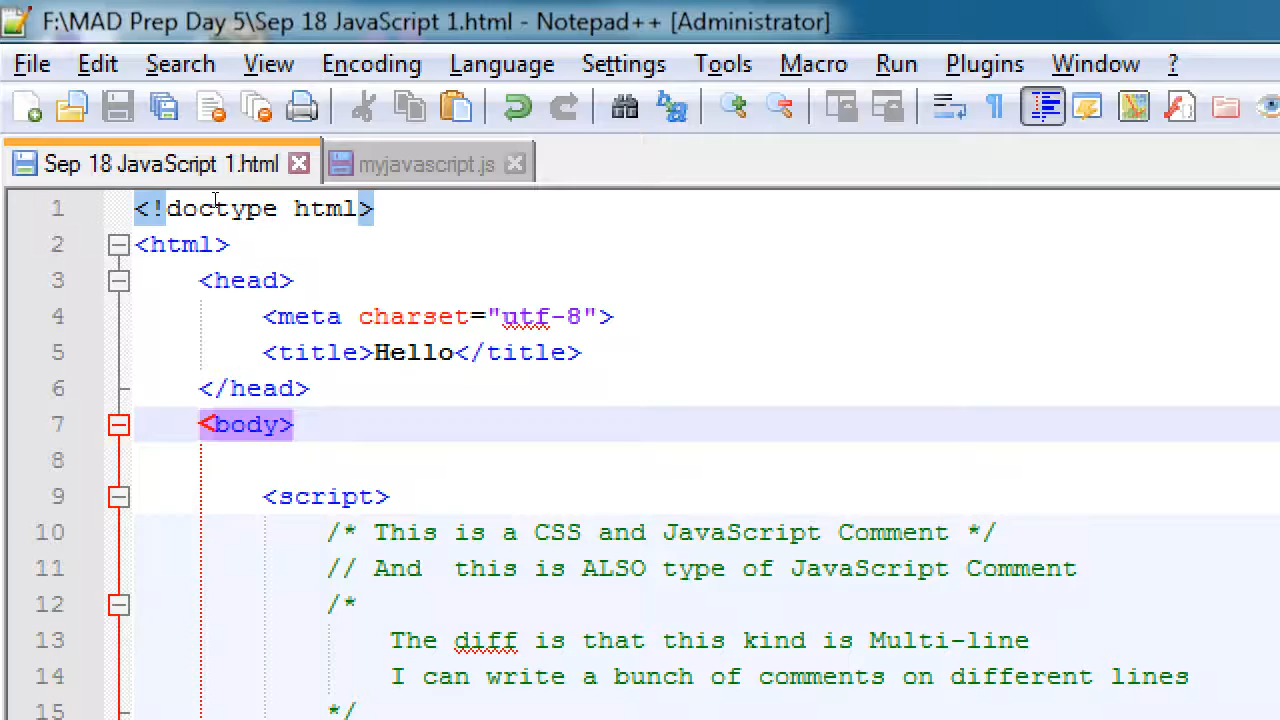 F:\MAD Prep Day 5\Sep 18 JavaScript 1.html - Notepad++ [Administrator]
File Edit Search View Encoding Language Settings Tools Macro Run Plugins Window ?
Sep 18 JavaScript 1.html myjavascript.js
1 <!doctype html>
2 <html>
3 <head>
4 <meta charset="utf-8">
5 <title>Hello</title>
6 </head>
7 <body>
8
9 <script>
10 /* This is a CSS and JavaScript Comment */
11 // And  this is ALSO type of JavaScript Comment
12 /*
13 The diff is that this kind is Multi-line
14 I can write a bunch of comments on different lines
15 */